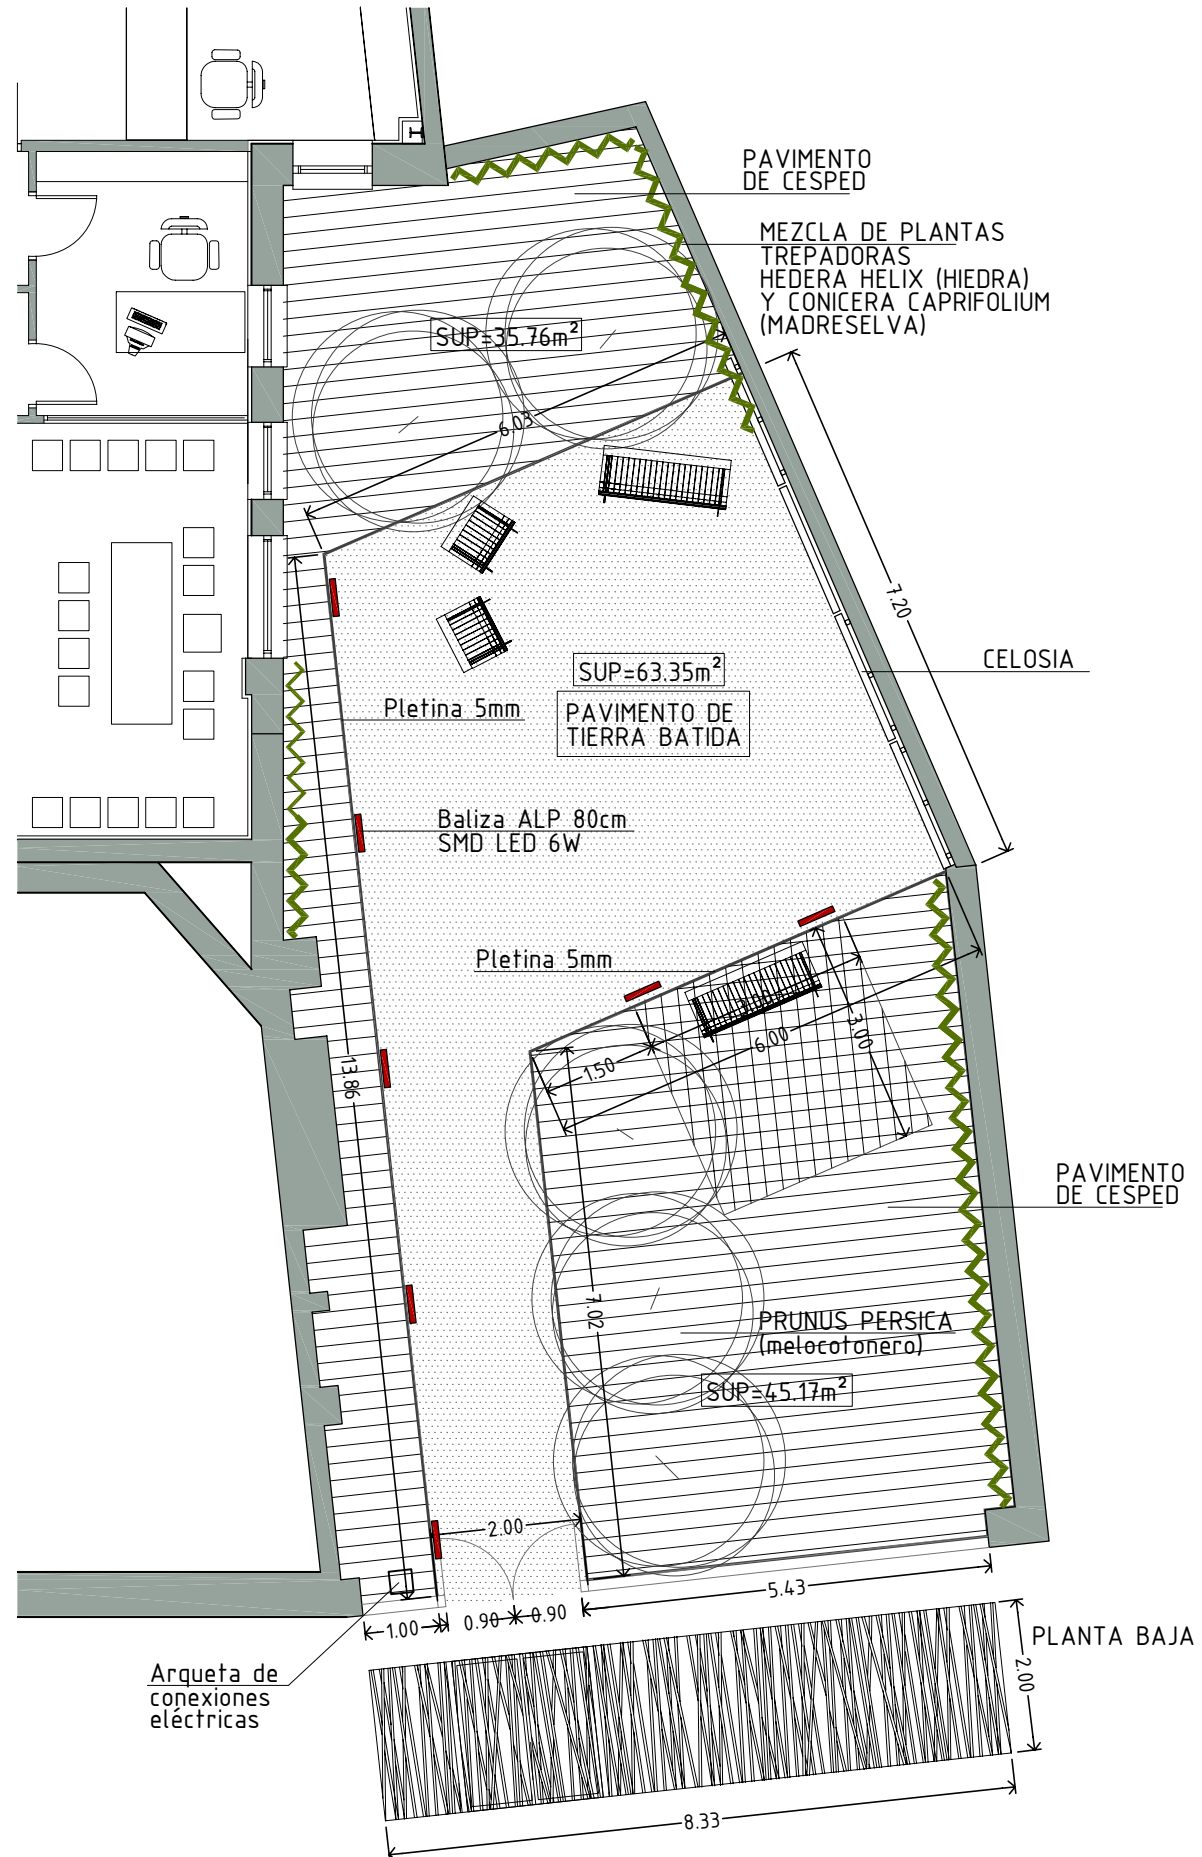 PAVIMENTO
DE CESPED
MEZCLA DE PLANTAS
TREPADORAS
HEDERA HELIX (HIEDRA)
Y CONICERA CAPRIFOLIUM
(MADRESELVA)
SUP=35.76m²
6.03
7.20
CELOSIA
SUP=63.35m²
PAVIMENTO DE
TIERRA BATIDA
Pletina 5mm
Baliza ALP 80cm
SMD LED 6W
Pletina 5mm
13.86
1.50
6.00
3.00
7.02
PAVIMENTO
DE CESPED
PRUNUS PERSICA
(melocotonero)
SUP=45.17m²
2.00
5.43
1.00
0.90
0.90
PLANTA BAJA
2.00
Arqueta de
conexiones
eléctricas
8.33